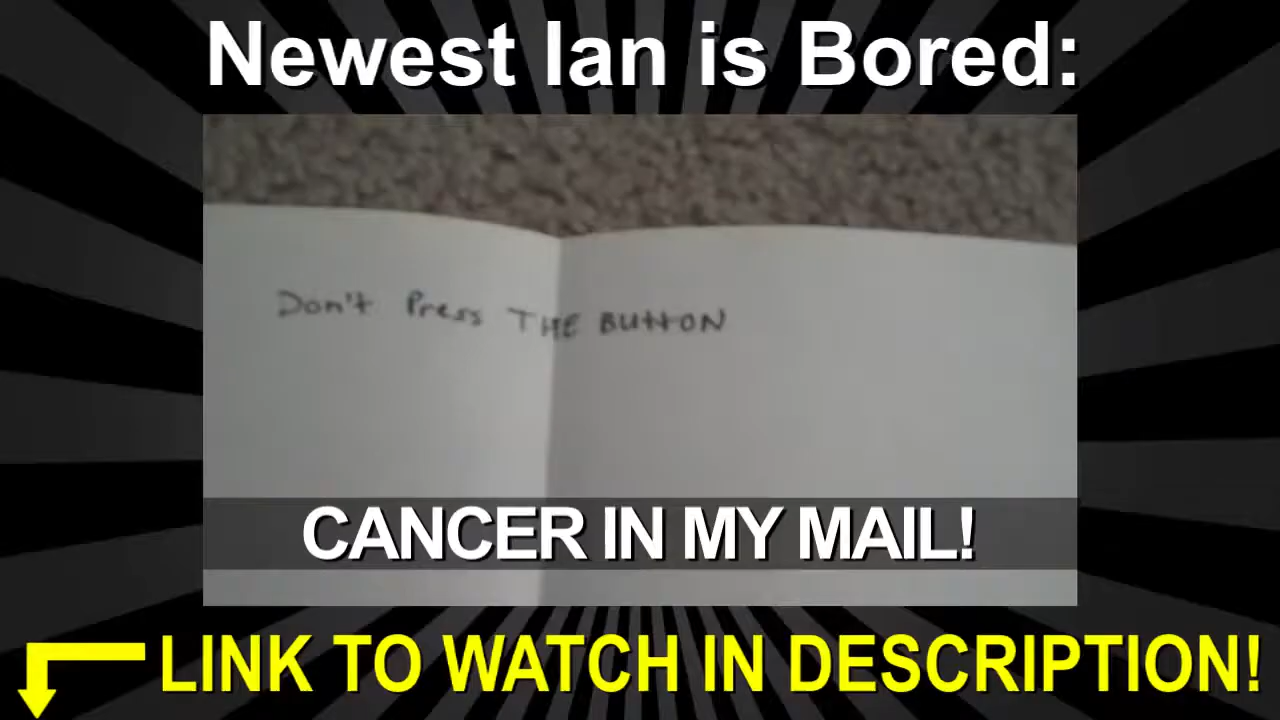 Newest Ian is Bored:
Don't Press THE BUTTON
CANCER IN MY MAIL!
LINK TO WATCH IN DESCRIPTION!